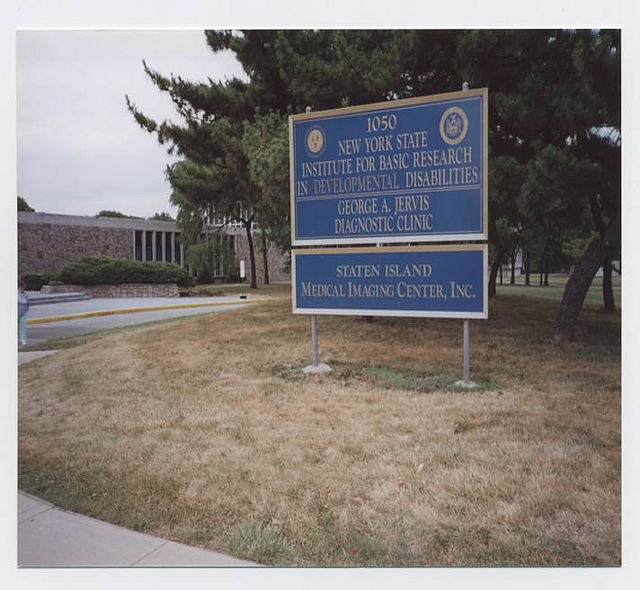 1050
NEW YORK STATE
INSTITUTE FOR BASIC RESEARCH
IN DEVELOPMENTAL DISABILITIES
GEORGE A. JERVIS
DIAGNOSTIC CLINIC
STATEN ISLAND
MEDICAL IMAGING CENTER, INC.